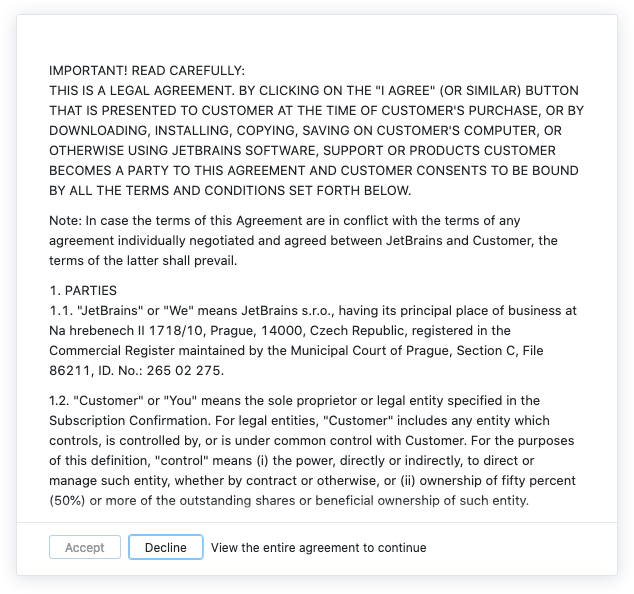 IMPORTANT! READ CAREFULLY:
THIS IS A LEGAL AGREEMENT. BY CLICKING ON THE "I AGREE" (OR SIMILAR) BUTTON
THAT IS PRESENTED TO CUSTOMER AT THE TIME OF CUSTOMER'S PURCHASE, OR BY
DOWNLOADING, INSTALLING, COPYING, SAVING ON CUSTOMER'S COMPUTER, OR
OTHERWISE USING JETBRAINS SOFTWARE, SUPPORT OR PRODUCTS CUSTOMER
BECOMES A PARTY TO THIS AGREEMENT AND CUSTOMER CONSENTS TO BE BOUND
BY ALL THE TERMS AND CONDITIONS SET FORTH BELOW.
Note: In case the terms of this Agreement are in conflict with the terms of any
agreement individually negotiated and agreed between JetBrains and Customer, the
terms of the latter shall prevail.
1. PARTIES
1.1. "JetBrains" or "We" means JetBrains s.r.o., having its principal place of business at
Na hrebenech II 1718/10, Prague, 14000, Czech Republic, registered in the
Commercial Register maintained by the Municipal Court of Prague, Section C, File
86211, ID. No.: 265 02 275.
1.2. "Customer" or "You" means the sole proprietor or legal entity specified in the
Subscription Confirmation. For legal entities, "Customer" includes any entity which
controls, is controlled by, or is under common control with Customer. For the purposes
of this definition, "control" means (i) the power, directly or indirectly, to direct or
manage such entity, whether by contract or otherwise, or (ii) ownership of fifty percent
(50%) or more of the outstanding shares or beneficial ownership of such entity.
Accept Decline View the entire agreement to continue